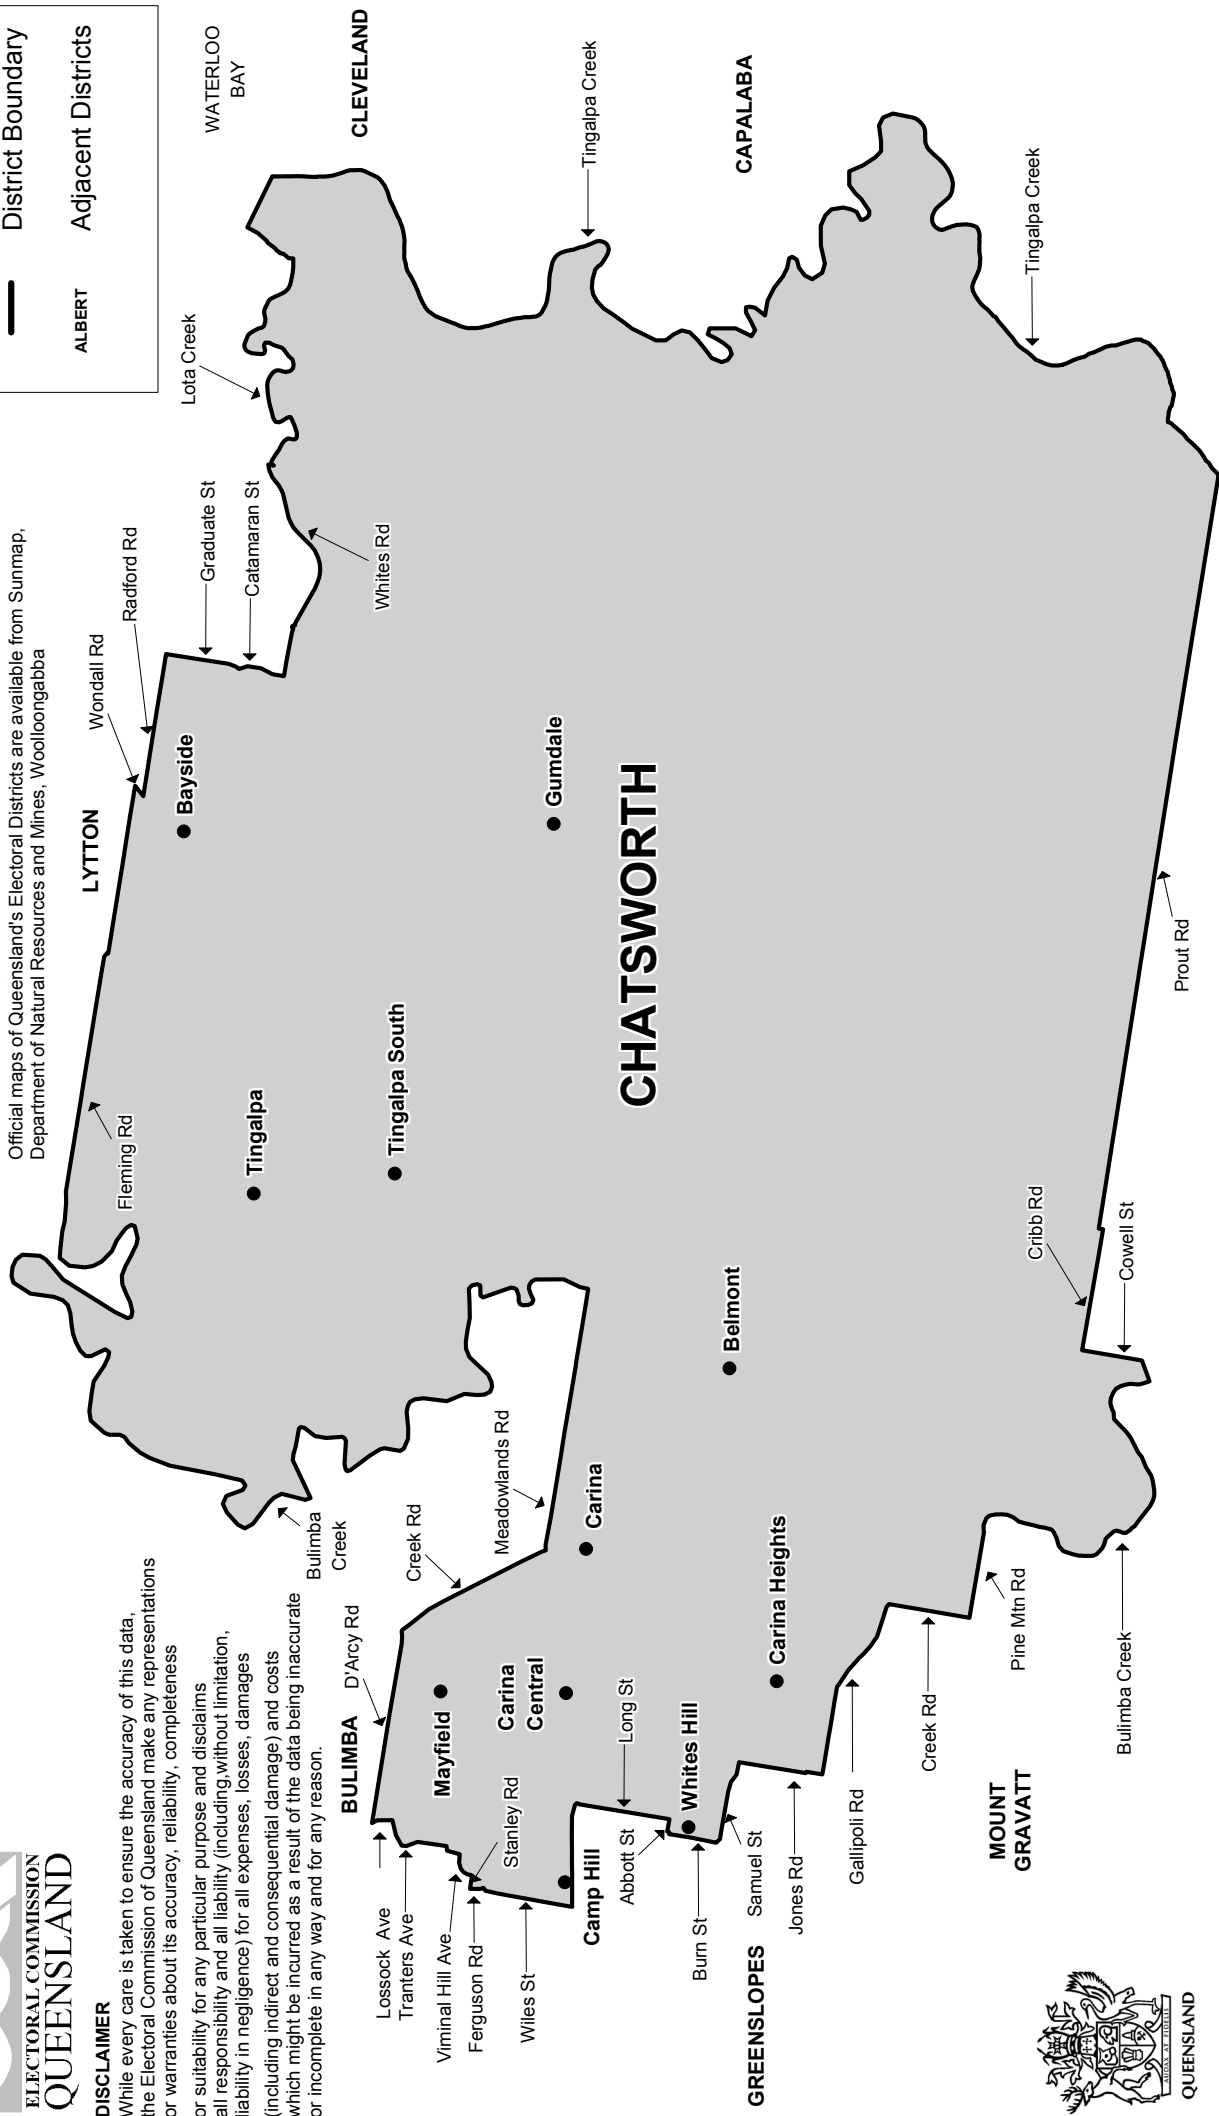 ELECTORAL COMMISSION
QUEENSLAND
DISCLAIMER
While every care is taken to ensure the accuracy of this data,
the Electoral Commission of Queensland make any representations
or warranties about its accuracy, reliability, completeness
or suitability for any particular purpose and disclaims
all responsibility and all liability (including,without limitation,
liability in negligence) for all expenses, losses, damages
(including indirect and consequential damage) and costs
which might be incurred as a result of the data being inaccurate
or incomplete in any way and for any reason.
Official maps of Queensland's Electoral Districts are available from Sunmap,
Department of Natural Resources and Mines, Woolloongabba
District Boundary
ALBERT
Adjacent Districts
WATERLOO
BAY
CLEVELAND
Tingalpa Creek
CAPALABA
Tingalpa Creek
Lota Creek
Whites Rd
Catamaran St
Graduate St
Radford Rd
Wondall Rd
LYTTON
Bayside
Gumdale
CHATSWORTH
Fleming Rd
Tingalpa
Tingalpa South
Belmont
Prout Rd
Cribb Rd
Cowell St
Bulimba
Creek
Creek Rd
Meadowlands Rd
Carina
D'Arcy Rd
BULIMBA
Mayfield
Carina
Central
Stanley Rd
Long St
Whites Hill
Carina Heights
Pine Mtn Rd
Bulimba Creek
Creek Rd
Gallipoli Rd
MOUNT
GRAVATT
Lossock Ave
Tranters Ave
Viminal Hill Ave
Ferguson Rd
Wiles St
Camp Hill
Abbott St
Burn St
Samuel St
Jones Rd
GREENSLOPES
AUDAX AT FIDELIS
QUEENSLAND